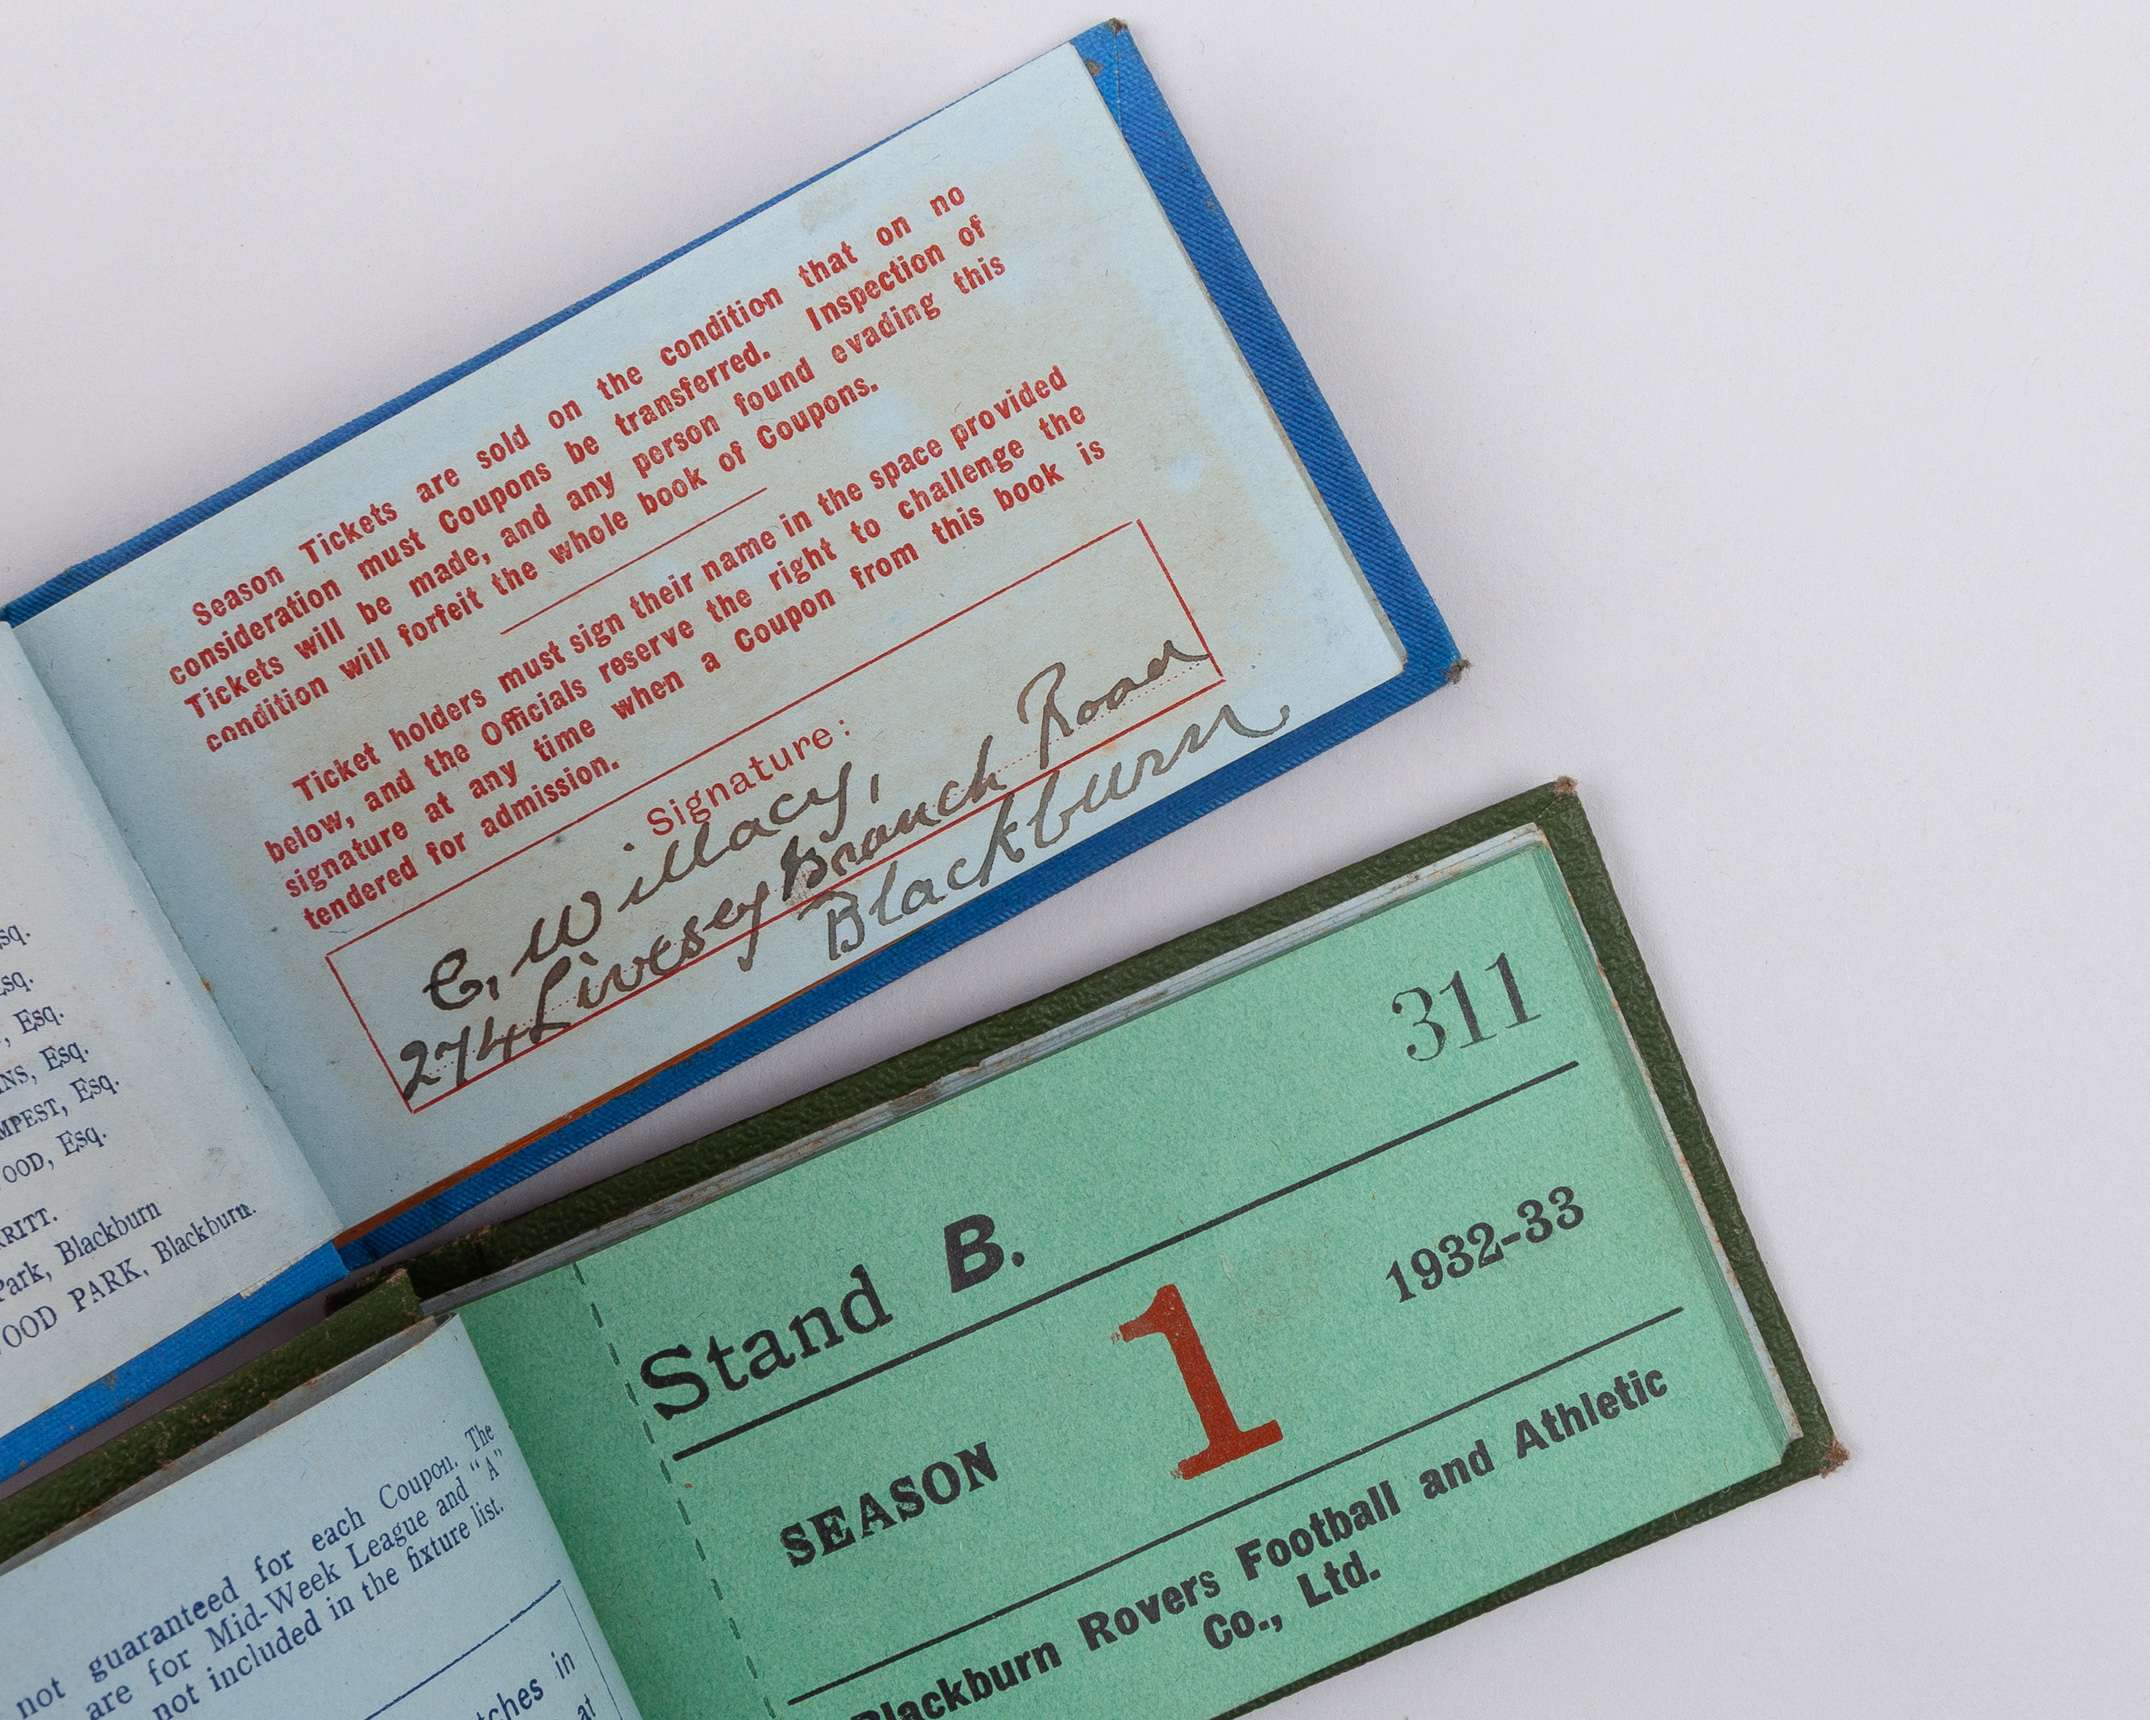 Season Tickets are sold on the condition that on no
consideration must Coupons be transferred. Inspection of
Tickets will be made, and any person found evading this
condition will forfeit the whole book of Coupons.
Ticket holders must sign their name in the space provided
below, and the Officials reserve the right to challenge the
signature at any time when a Coupon from this book is
tendered for admission.
Signature:
E. Willacy,
274 Livesey Branch Road
Blackburn
Esq.
Esq.
, Esq.
Esq.
Esq.
OOD, Esq.
RITT.
Park, Blackburn
OOD PARK, Blackburn.
311
Stand B.
SEASON 1 1932-33
Blackburn Rovers Football and Athletic
Co., Ltd.
not guaranteed for each Coupon. The
are for Mid-Week League and "A"
not included in the fixture list.
tches in
at